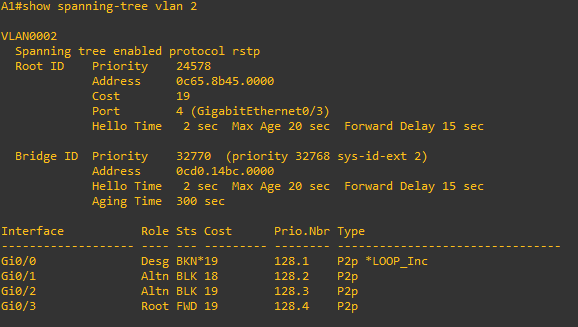 A1#show spanning-tree vlan 2
VLAN0002
Spanning tree enabled protocol rstp
Root ID Priority 24578
Address 0c65.8b45.0000
Cost 19
Port 4 (GigabitEthernet0/3)
Hello Time 2 sec Max Age 20 sec Forward Delay 15 sec
Bridge ID Priority 32770 (priority 32768 sys-id-ext 2)
Address 0cd0.14bc.0000
Hello Time 2 sec Max Age 20 sec Forward Delay 15 sec
Aging Time 300 sec
Interface Role Sts Cost Prio.Nbr Type
------------------- ---- --- --------- -------- --------------------------------
Gi0/0 Desg BKN*19 128.1 P2p *LOOP_Inc
Gi0/1 Altn BLK 18 128.2 P2p
Gi0/2 Altn BLK 19 128.3 P2p
Gi0/3 Root FWD 19 128.4 P2p